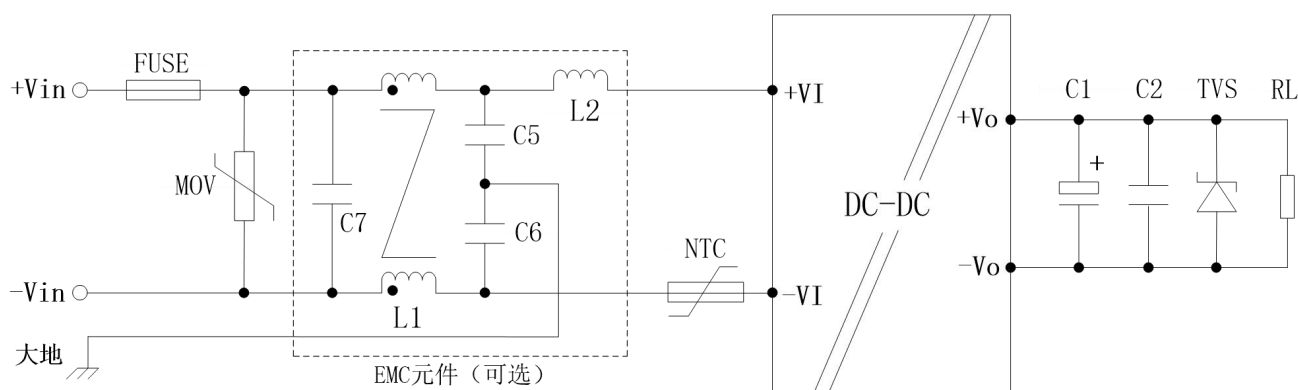 FUSE
+Vin
MOV
C7
L1
C5
C6
L2
-Vin
大地
EMC元件（可选）
NTC
+VI
-VI
DC-DC
+Vo
-Vo
C1
+
C2
TVS
RL